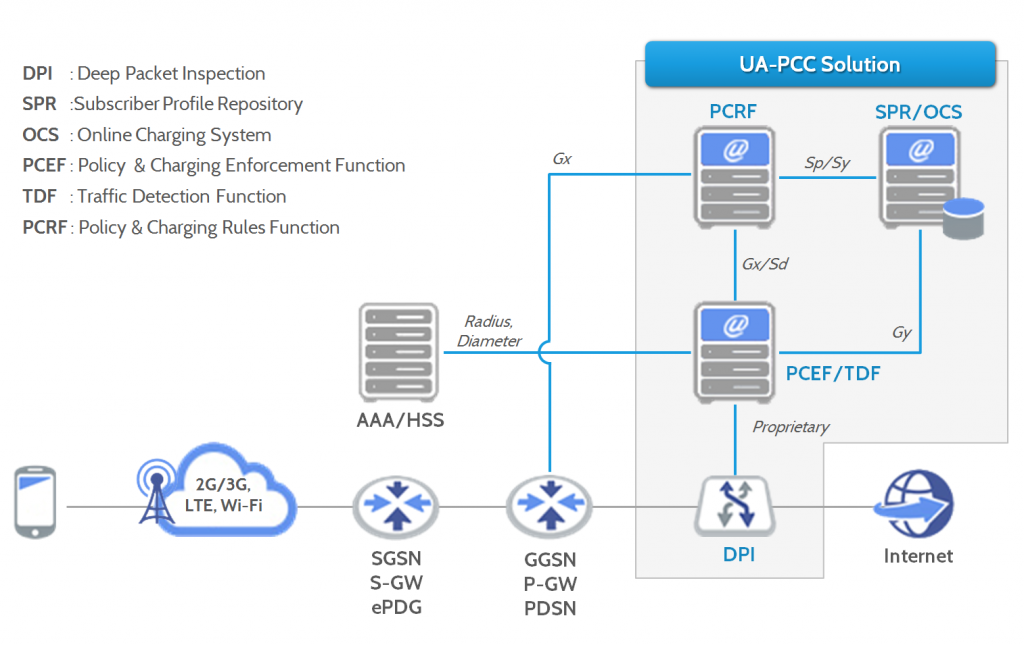 DPI : Deep Packet Inspection
SPR :Subscriber Profile Repository
OCS : Online Charging System
PCEF : Policy & Charging Enforcement Function
TDF : Traffic Detection Function
PCRF : Policy & Charging Rules Function
UA-PCC Solution
PCRF
SPR/OCS
@
@
Gx
Sp/Sy
Gx/Sd
@
Radius,
Diameter
Gy
PCEF/TDF
AAA/HSS
Proprietary
2G/3G,
LTE, Wi-Fi
SGSN
S-GW
ePDG
GGSN
P-GW
PDSN
DPI
Internet